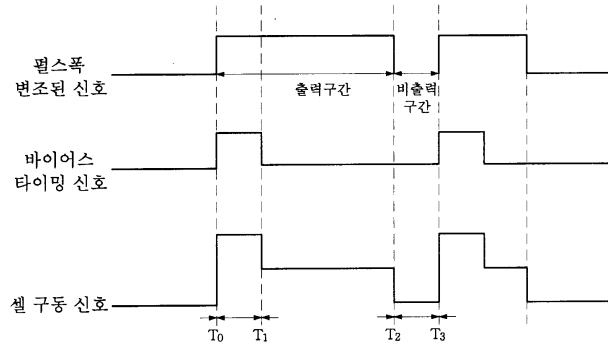 펄스폭
변조된 신호
출력구간
비출력
구간
바이어스
타이밍 신호
셀 구동 신호
T0 T1 T2 T3